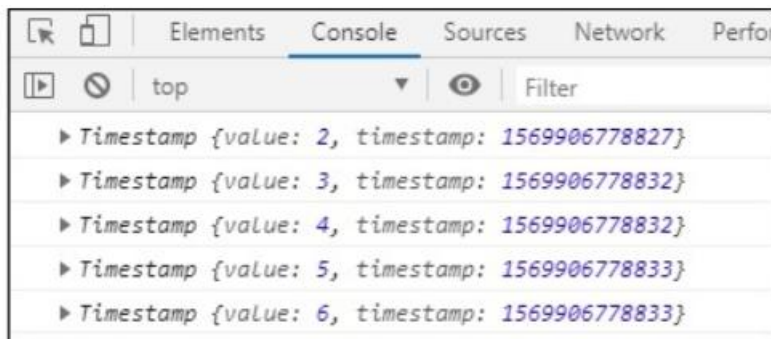 Elements Console Sources Network Perfor
top Filter
Timestamp {value: 2, timestamp: 1569906778827}
Timestamp {value: 3, timestamp: 1569906778832}
Timestamp {value: 4, timestamp: 1569906778832}
Timestamp {value: 5, timestamp: 1569906778833}
Timestamp {value: 6, timestamp: 1569906778833}